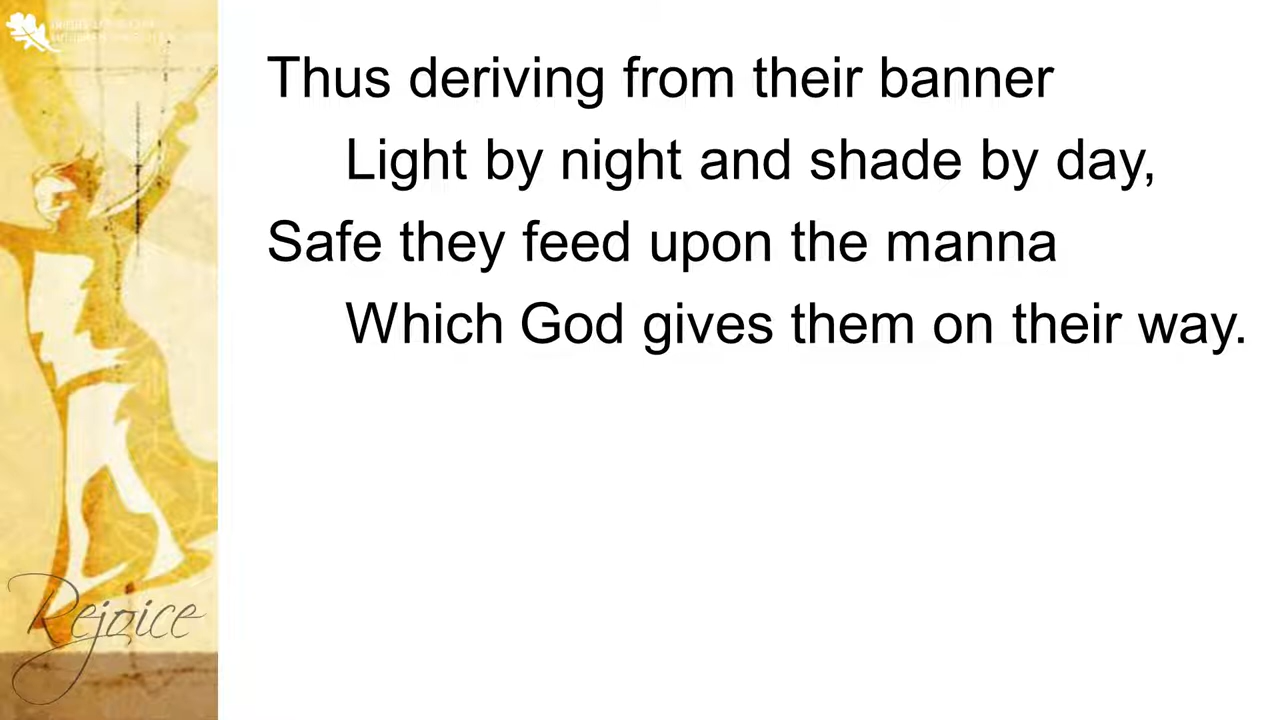 Thus deriving from their banner
Light by night and shade by day,
Safe they feed upon the manna
Which God gives them on their way.
Rejoice